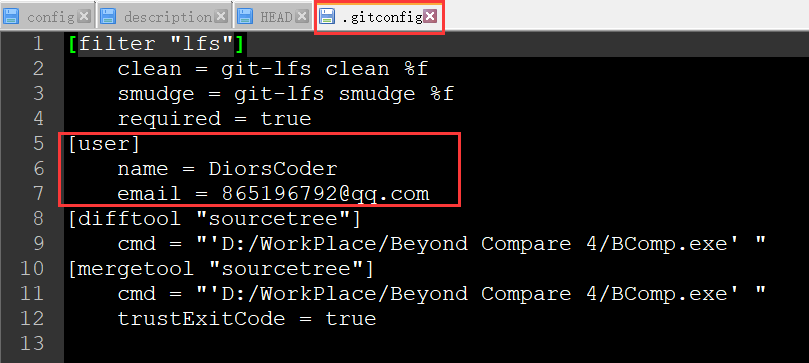 config description HEAD .gitconfig
1 [filter "lfs"]
2 clean = git-lfs clean %f
3 smudge = git-lfs smudge %f
4 required = true
5 [user]
6 name = DiorsCoder
7 email = 865196792@qq.com
8 [difftool "sourcetree"]
9 cmd = "'D:/WorkPlace/Beyond Compare 4/BComp.exe' "
10 [mergetool "sourcetree"]
11 cmd = "'D:/WorkPlace/Beyond Compare 4/BComp.exe' "
12 trustExitCode = true
13